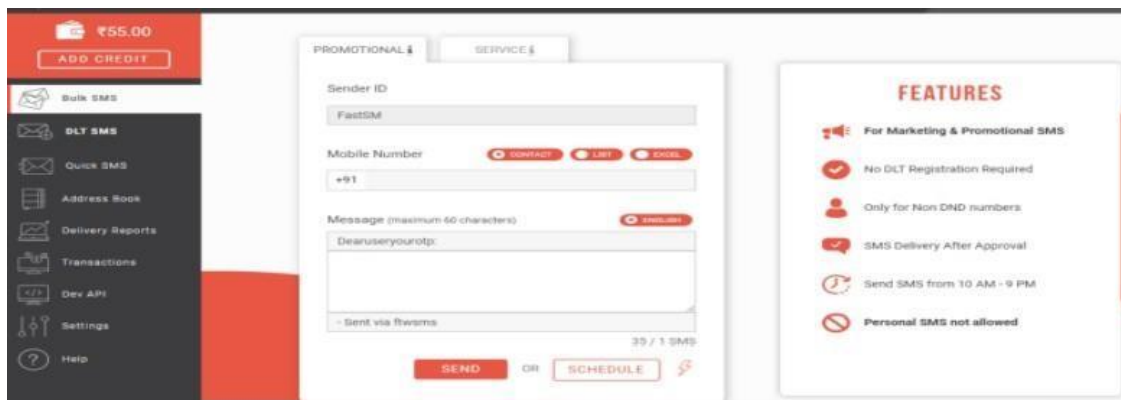 ₹55.00
ADD CREDIT
Bulk SMS
DLT SMS
Quick SMS
Address Book
Delivery Reports
Transactions
Dev API
Settings
Help
PROMOTIONAL
SERVICE
Sender ID
FastSM
Mobile Number CONTACT LIST EXCEL
+91
Message (maximum 60 characters) ENGLISH
Dearuseryourotp:
- Sent via ftwsms
35 / 1 SMS
SEND OR SCHEDULE
FEATURES
For Marketing & Promotional SMS
No DLT Registration Required
Only for Non DND numbers
SMS Delivery After Approval
Send SMS from 10 AM - 9 PM
Personal SMS not allowed